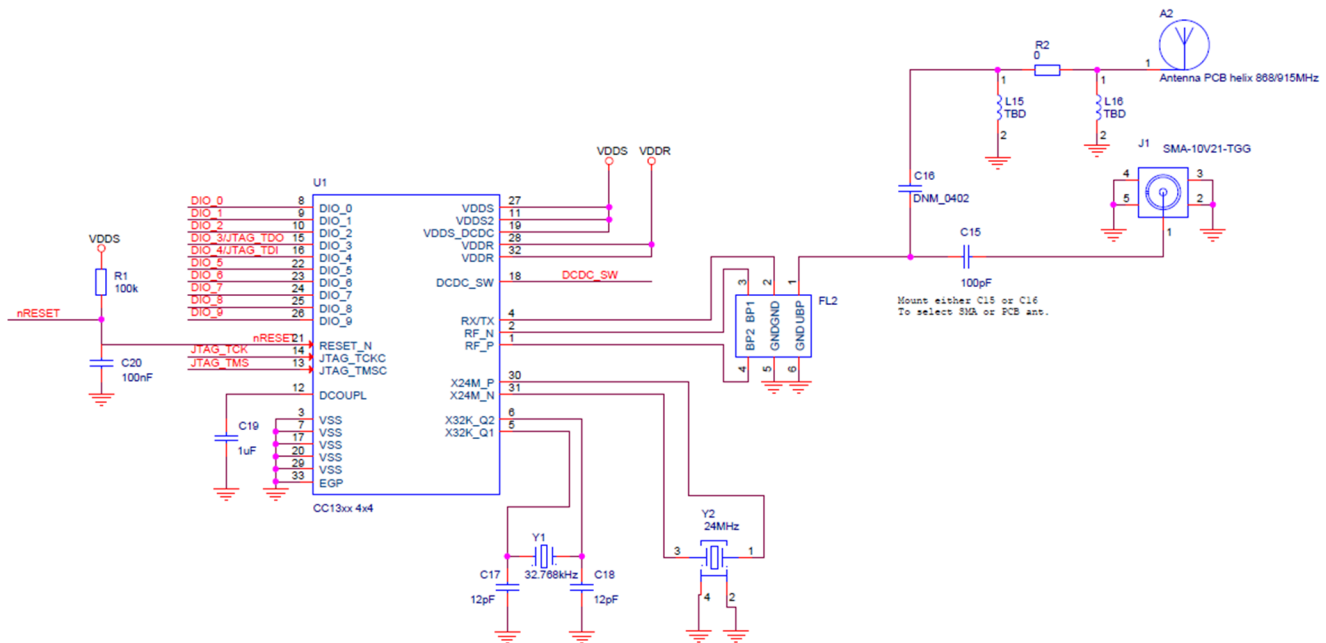 A2
R2
0
1
Antenna PCB helix 868/915MHz
1
L15
TBD
2
1
L16
TBD
2
J1
SMA-10V21-TGG
4
5
3
2
1
C16
DNM_0402
C15
100pF
Mount either C15 or C16
To select SMA or PCB ant.
VDDS
VDDR
U1
DIO_0 8 DIO_0
DIO_1 9 DIO_1
DIO_2 10 DIO_2
DIO_3/JTAG_TDO 15 DIO_3
DIO_4/JTAG_TDI 16 DIO_4
DIO_5 22 DIO_5
DIO_6 23 DIO_6
DIO_7 24 DIO_7
DIO_8 25 DIO_8
DIO_9 26 DIO_9
nRESET 21 RESET_N
JTAG_TCK 14 JTAG_TCKC
JTAG_TMS 13 JTAG_TMSC
12 DCOUPL
3 VSS
7 VSS
17 VSS
20 VSS
29 VSS
33 EGP
VDDS 27
VDDS2 11
VDDS_DCDC 19
VDDR 28
VDDR 32
DCDC_SW 18 DCDC_SW
RX/TX 4
RF_N 2
RF_P 1
X24M_P 30
X24M_N 31
X32K_Q2 6
X32K_Q1 5
CC13xx 4x4
VDDS
R1
100k
nRESET
C20
100nF
C19
1uF
3
2
1
FL2
BP2 BP1
GNDGND
GNDUBP
4
5
6
Y1
32.768kHz
C17
12pF
C18
12pF
Y2
24MHz
3
1
4
2